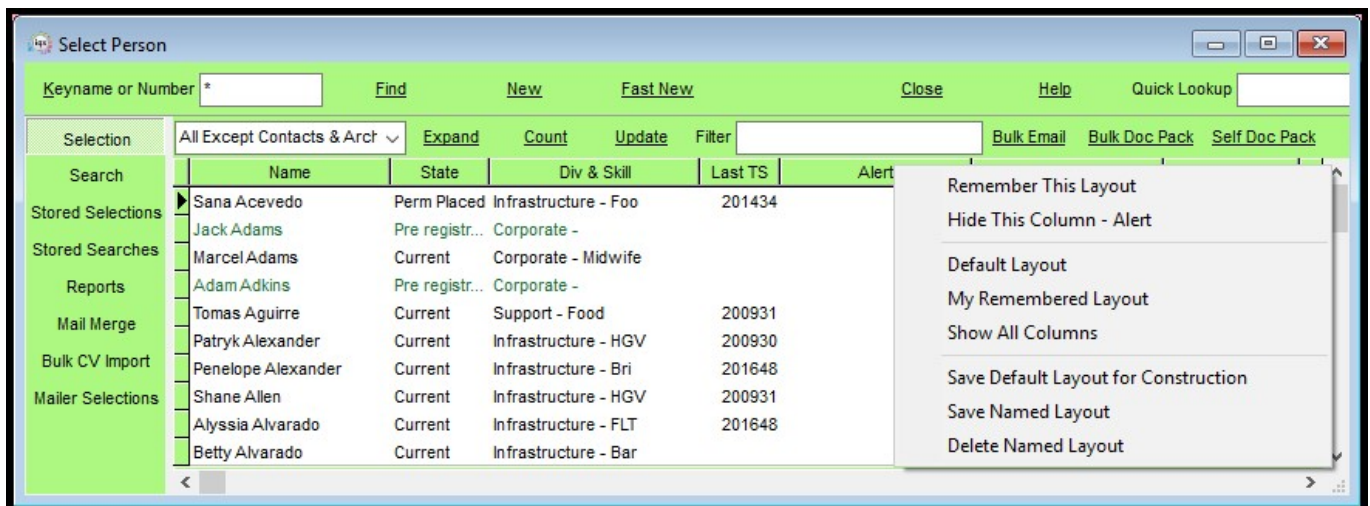 iqx Select Person
Keyname or Number * Find New Fast New Close Help Quick Lookup
Selection All Except Contacts & Arch Expand Count Update Filter Bulk Email Bulk Doc Pack Self Doc Pack
Search
Stored Selections
Stored Searches
Reports
Mail Merge
Bulk CV Import
Mailer Selections
Name State Div & Skill Last TS Alert
Sana Acevedo Perm Placed Infrastructure - Foo 201434
Jack Adams Pre registr... Corporate -
Marcel Adams Current Corporate - Midwife
Adam Adkins Pre registr... Corporate -
Tomas Aguirre Current Support - Food 200931
Patryk Alexander Current Infrastructure - HGV 200930
Penelope Alexander Current Infrastructure - Bri 201648
Shane Allen Current Infrastructure - HGV 200931
Alyssia Alvarado Current Infrastructure - FLT 201648
Betty Alvarado Current Infrastructure - Bar
Remember This Layout
Hide This Column - Alert
Default Layout
My Remembered Layout
Show All Columns
Save Default Layout for Construction
Save Named Layout
Delete Named Layout